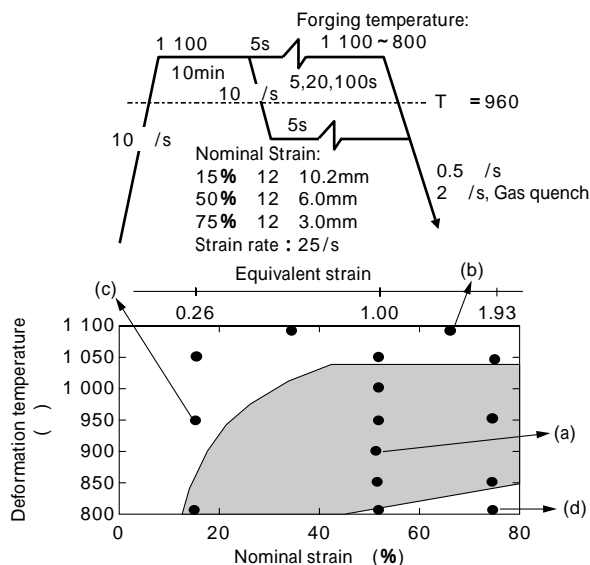 Forging temperature:
1 100 5s 1 100~800
10min 5,20,100s
10 /s
T = 960
10 /s
5s
Nominal Strain:
15% 12 10.2mm
50% 12 6.0mm
75% 12 3.0mm
Strain rate : 25/s
0.5 /s
2 /s, Gas quench
Equivalent strain
(b)
(c)
0.26 1.00 1.93
1 100
1 050
1 000
950
900
850
800
Deformation temperature
( )
(a)
(d)
0 20 40 60 80
Nominal strain (%)